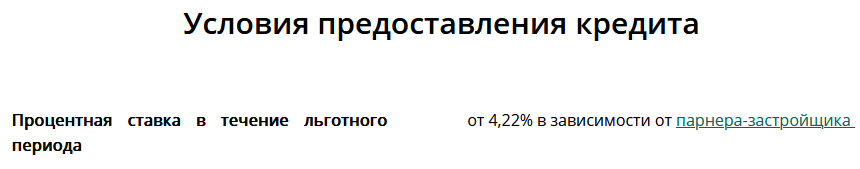 Условия предоставления кредита
Процентная ставка в течение льготного периода
от 4,22% в зависимости от парнера-застройщика